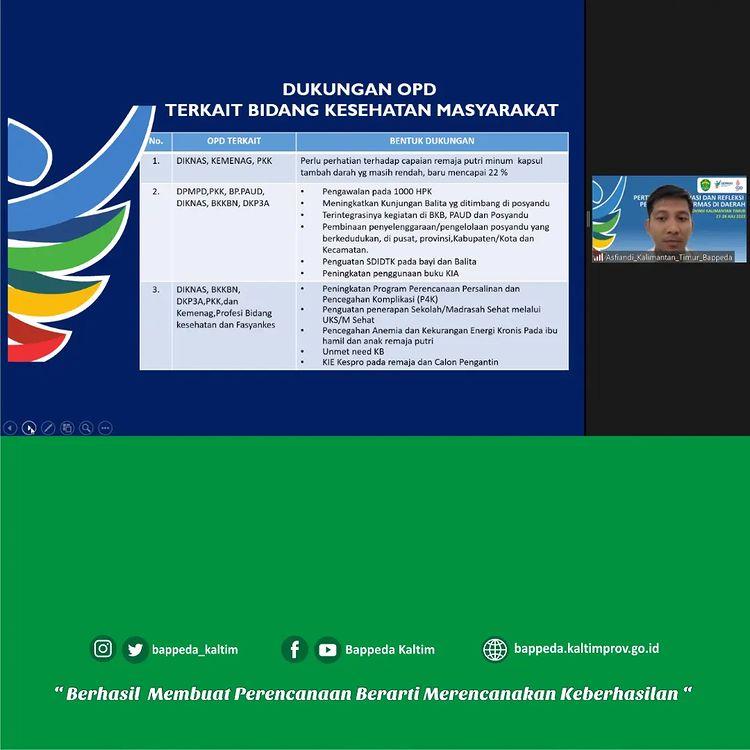 DUKUNGAN OPD
TERKAIT BIDANG KESEHATAN MASYARAKAT
No. OPD TERKAIT BENTUK DUKUNGAN
1. DIKNAS, KEMENAG, PKK
Perlu perhatian terhadap capaian remaja putri minum kapsul
tambah darah yg masih rendah, baru mencapai 22 %
2. DPMPD,PKK, BP.PAUD,
DIKNAS, BKKBN, DKP3A
• Pengawalan pada 1000 HPK
• Meningkatkan Kunjungan Balita yg ditimbang di posyandu
• Terintegrasinya kegiatan di BKB, PAUD dan Posyandu
• Pembinaan penyelenggaraan/pengelolaan posyandu yang
berkedudukan, di pusat, provinsi,Kabupaten/Kota dan
Kecamatan.
• Penguatan SDIDTK pada bayi dan Balita
• Peningkatan penggunaan buku KIA
3. DIKNAS, BKKBN,
DKP3A,PKK,dan
Kemenag,Profesi Bidang
kesehatan dan Fasyankes
• Peningkatan Program Perencanaan Persalinan dan
Pencegahan Komplikasi (P4K)
• Penguatan penerapan Sekolah/Madrasah Sehat melalui
UKS/M Sehat
• Pencegahan Anemia dan Kekurangan Energi Kronis Pada ibu
hamil dan anak remaja putri
• Unmet need KB
• KIE Kespro pada remaja dan Calon Pengantin
Asfiandi_Kalimantan_Timur_Bappeda
bappeda_kaltim
Bappeda Kaltim
bappeda.kaltimprov.go.id
“ Berhasil Membuat Perencanaan Berarti Merencanakan Keberhasilan “